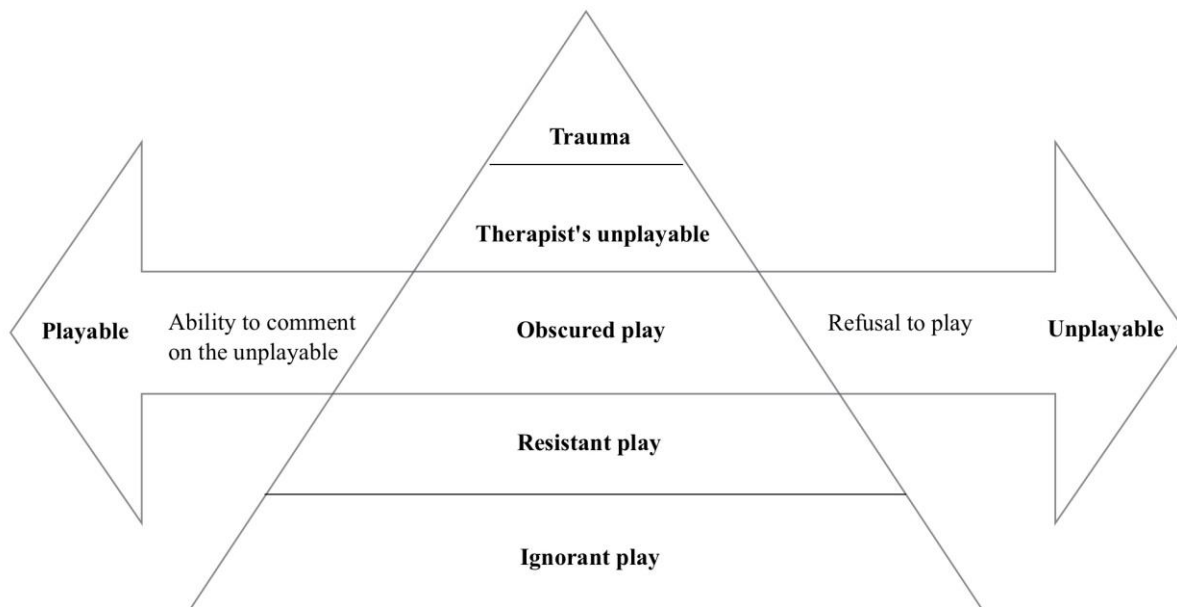 Trauma
Therapist's unplayable
Playable
Ability to comment
on the unplayable
Obscured play
Refusal to play
Unplayable
Resistant play
Ignorant play